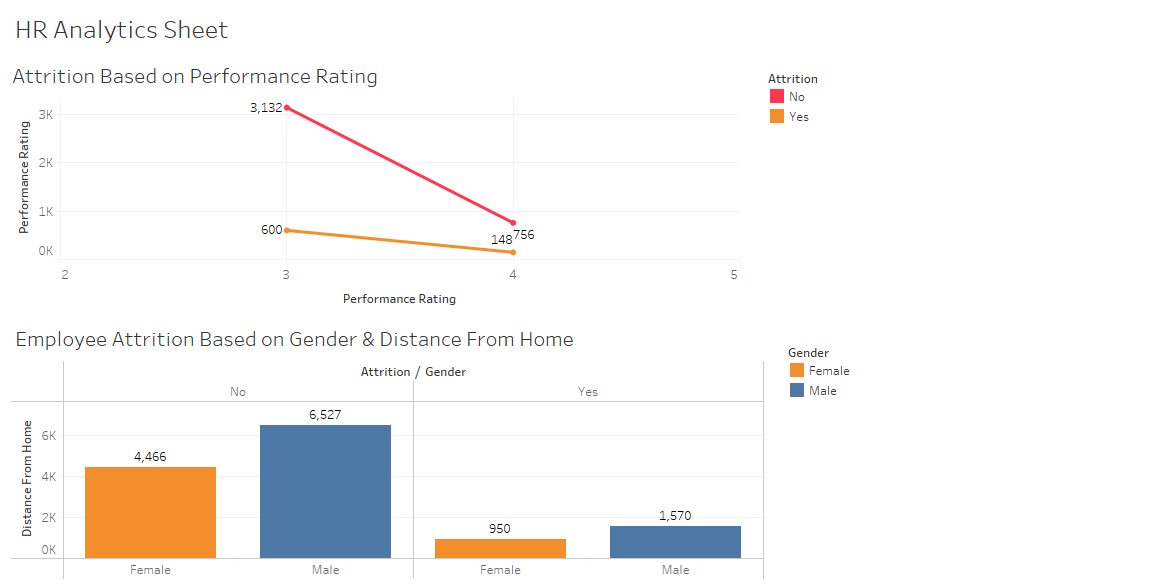 HR Analytics Sheet
Attrition Based on Performance Rating
Attrition
No
Yes
Performance Rating
3K
2K
1K
0K
3,132
600
148
756
2 3 4 5
Performance Rating
Employee Attrition Based on Gender & Distance From Home
Gender
Female
Male
Attrition / Gender
No Yes
Distance From Home
6K
4K
2K
0K
4,466
6,527
950
1,570
Female Male Female Male